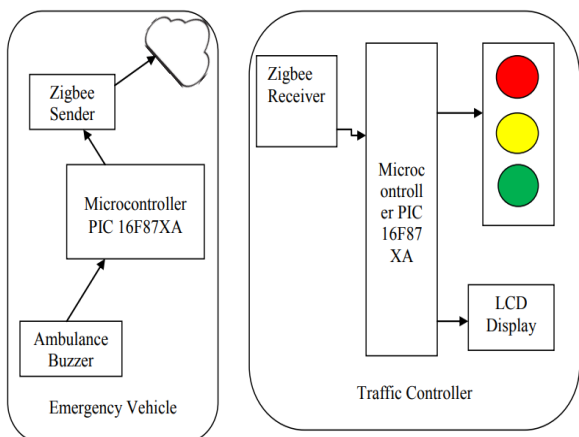 Zigbee
Sender
Microcontroller
PIC 16F87XA
Ambulance
Buzzer
Emergency Vehicle
Zigbee
Receiver
Microc
ontroll
er PIC
16F87
XA
LCD
Display
Traffic Controller